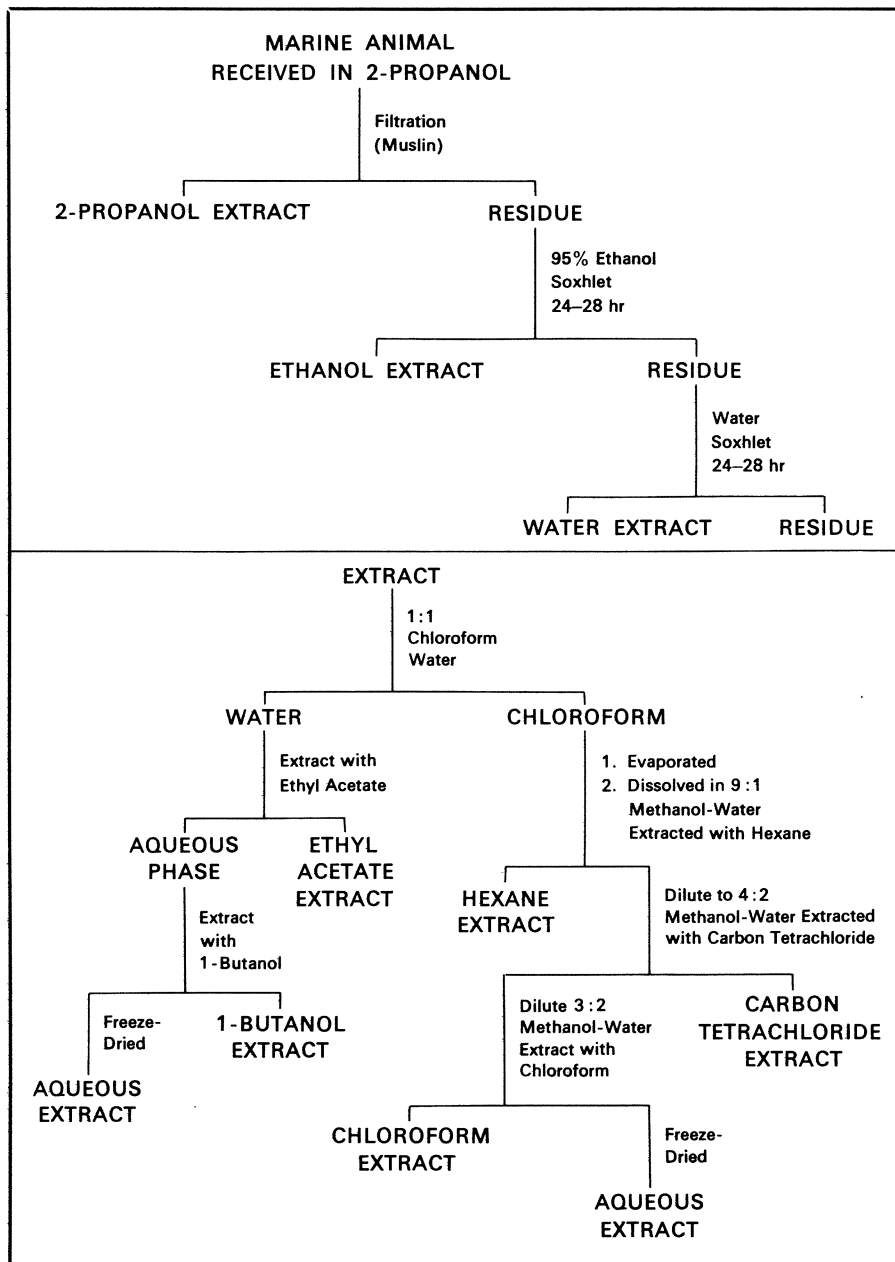 MARINE ANIMAL
RECEIVED IN 2-PROPANOL
Filtration
(Muslin)
2-PROPANOL EXTRACT
RESIDUE
95% Ethanol
Soxhlet
24–28 hr
ETHANOL EXTRACT
RESIDUE
Water
Soxhlet
24–28 hr
WATER EXTRACT
RESIDUE
EXTRACT
1:1
Chloroform
Water
WATER
CHLOROFORM
Extract with
Ethyl Acetate
1. Evaporated
2. Dissolved in 9:1
Methanol-Water
Extracted with Hexane
AQUEOUS
PHASE
ETHYL
ACETATE
EXTRACT
HEXANE
EXTRACT
Dilute to 4:2
Methanol-Water Extracted
with Carbon Tetrachloride
Extract
with
1-Butanol
Freeze-
Dried
1-BUTANOL
EXTRACT
Dilute 3:2
Methanol-Water
Extract with
Chloroform
CARBON
TETRACHLORIDE
EXTRACT
AQUEOUS
EXTRACT
CHLOROFORM
EXTRACT
Freeze-
Dried
AQUEOUS
EXTRACT